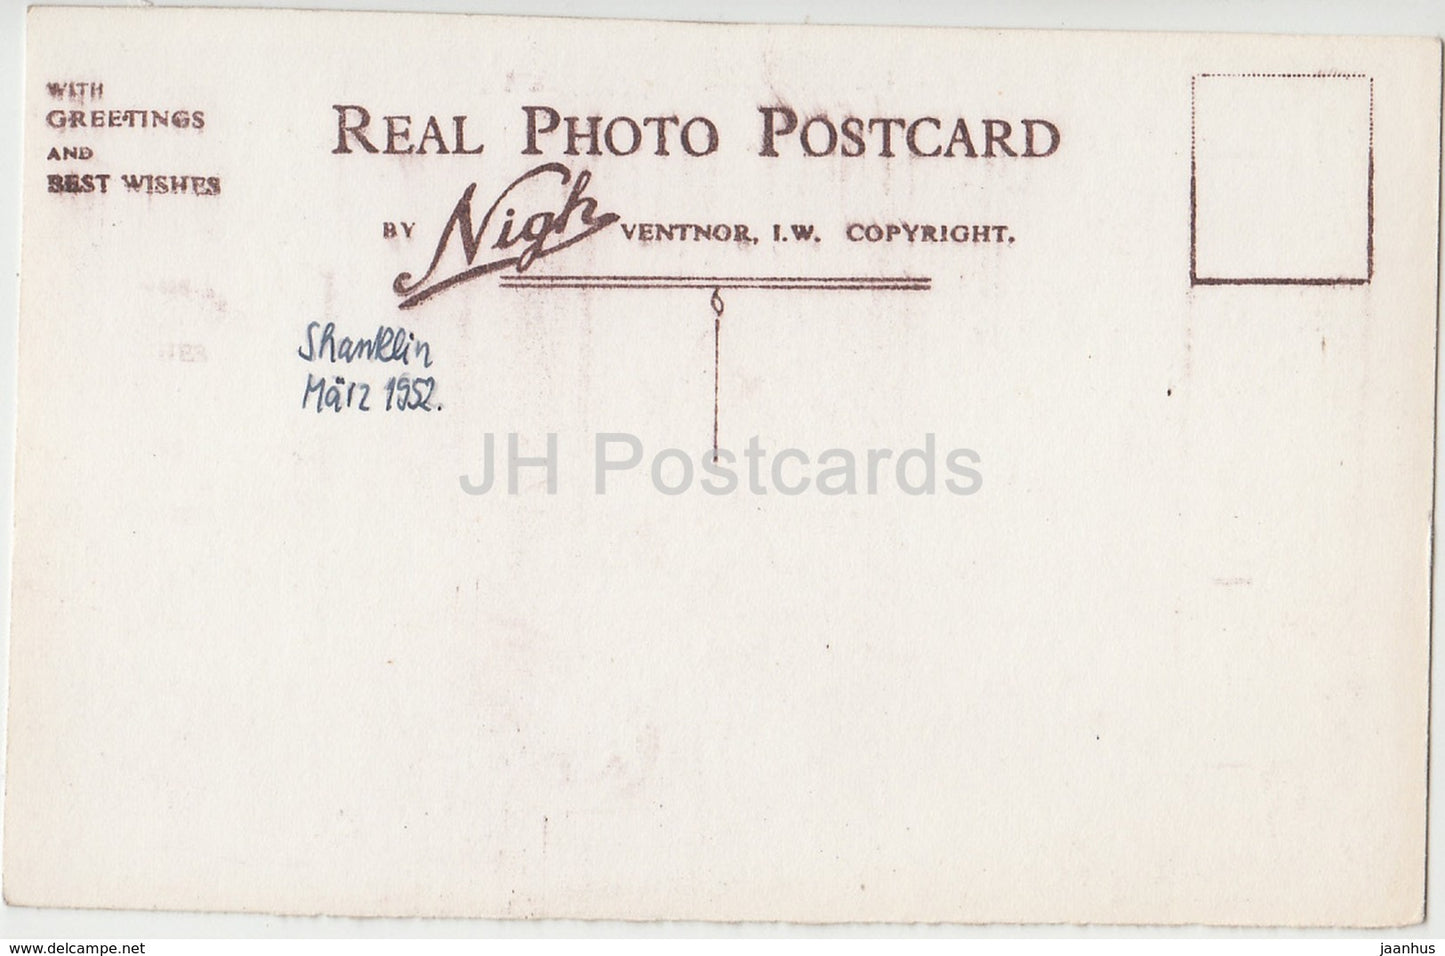 WITH
GREETINGS
AND
BEST WISHES
REAL PHOTO POSTCARD
BY Nigh VENTNOR, I.W. COPYRIGHT.
Shanklin
März 1952.
JH Postcards
www.delcampe.net
jaanhus